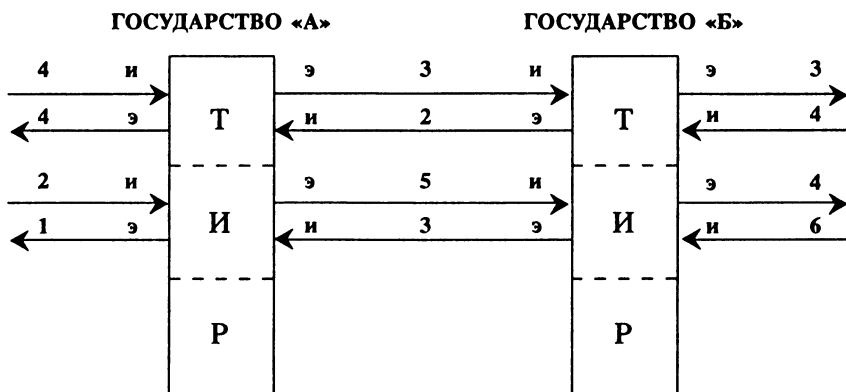 ГОСУДАРСТВО «А» ГОСУДАРСТВО «Б»
4 и э 3 и э 3
4 э Т и 2 э Т и 4
2 и э 5 и э 4
1 э И и 3 э И и 6
Р Р